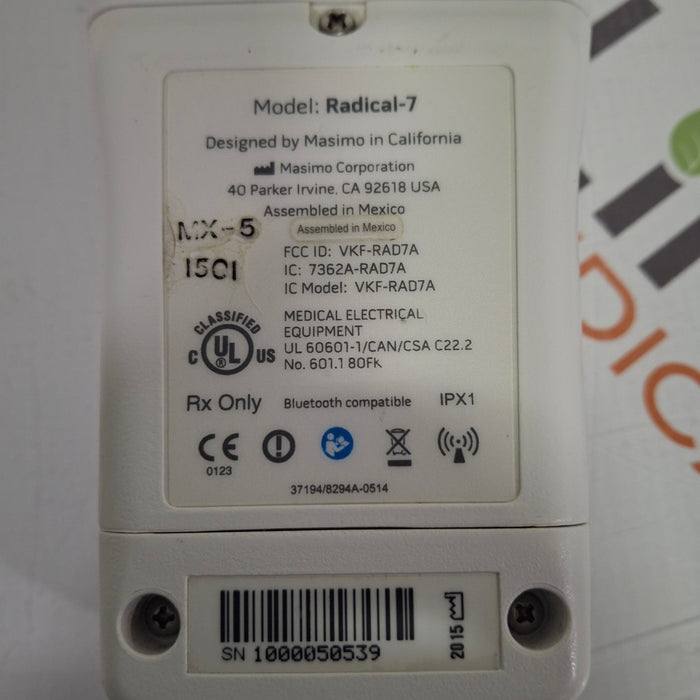 Model: Radical-7
Designed by Masimo in California
Masimo Corporation
40 Parker Irvine, CA 92618 USA
Assembled in Mexico
MX-5
Assembled in Mexico
1501
FCC ID: VKF-RAD7A
IC: 7362A-RAD7A
IC Model: VKF-RAD7A
CLASSIFIED
C UL US
®
MEDICAL ELECTRICAL
EQUIPMENT
UL 60601-1/CAN/CSA C22.2
No. 601.1 80FK
Rx Only
Bluetooth compatible
IPX1
CE
0123
37194/8294A-0514
SN 1000050539
2015